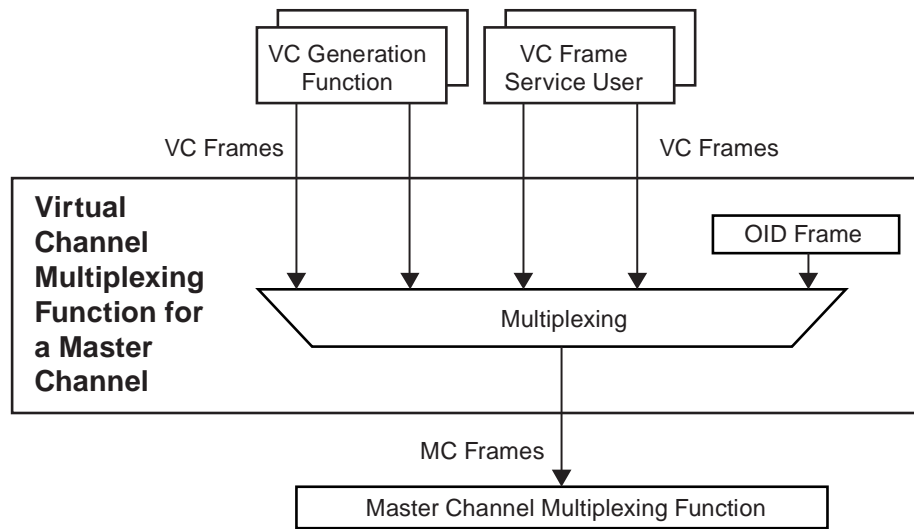 VC Generation
Function
VC Frame
Service User
VC Frames
VC Frames
Virtual
Channel
Multiplexing
Function for
a Master
Channel
OID Frame
Multiplexing
MC Frames
Master Channel Multiplexing Function